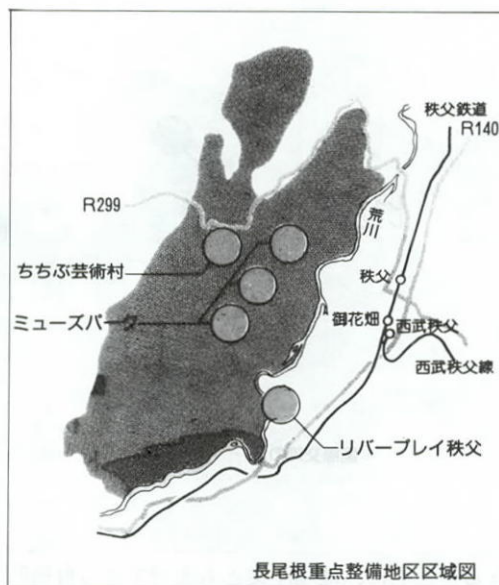 秩父鉄道
R140
R299
荒川
ちちぶ芸術村
秩父
ミューズパーク
御花畑
西武秩父
西武秩父線
リバープレイ秩父
長尾根重点整備地区区域図